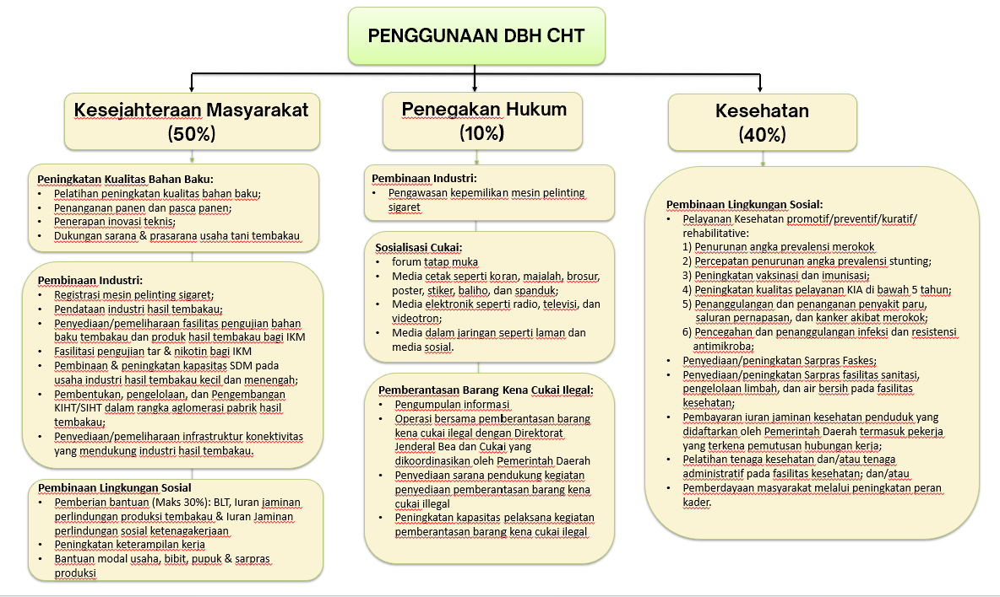 PENGGUNAAN DBH CHT
Kesejahteraan Masyarakat
(50%)
Peningkatan Kualitas Bahan Baku:
• Pelatihan peningkatan kualitas bahan baku;
• Penanganan panen dan pasca panen;
• Penerapan inovasi teknis;
• Dukungan sarana & prasarana usaha tani tembakau
Pembinaan Industri:
• Registrasi mesin pelinting sigaret;
• Pendataan industri hasil tembakau;
• Penyediaan/pemeliharaan fasilitas pengujian bahan
baku tembakau dan produk hasil tembakau bagi IKM
• Fasilitasi pengujian tar & nikotin bagi IKM
• Pembinaan & peningkatan kapasitas SDM pada
usaha industri hasil tembakau kecil dan menengah;
• Pembentukan, pengelolaan, dan Pengembangan
KIHT/SIHT dalam rangka aglomerasi pabrik hasil
tembakau;
• Penyediaan/pemeliharaan infrastruktur konektivitas
yang mendukung industri hasil tembakau.
Pembinaan Lingkungan Sosial
• Pemberian bantuan (Maks 30%): BLT, Iuran jaminan
perlindungan produksi tembakau & Iuran Jaminan
perlindungan sosial ketenagakerjaan
• Peningkatan keterampilan kerja
• Bantuan modal usaha, bibit, pupuk & sarpras
produksi
Penegakan Hukum
(10%)
Pembinaan Industri:
• Pengawasan kepemilikan mesin pelinting
sigaret
Sosialisasi Cukai:
• forum tatap muka
• Media cetak seperti koran, majalah, brosur,
poster, stiker, baliho, dan spanduk;
• Media elektronik seperti radio, televisi, dan
videotron;
• Media dalam jaringan seperti laman dan
media sosial.
Pemberantasan Barang Kena Cukai Ilegal:
• Pengumpulan informasi
• Operasi bersama pemberantasan barang
kena cukai ilegal dengan Direktorat
Jenderal Bea dan Cukai yang
dikoordinasikan oleh Pemerintah Daerah
• Penyediaan sarana pendukung kegiatan
penyediaan pemberantasan barang kena
cukai illegal
• Peningkatan kapasitas pelaksana kegiatan
pemberantasan barang kena cukai ilegal
Kesehatan
(40%)
Pembinaan Lingkungan Sosial:
• Pelayanan Kesehatan promotif/preventif/kuratif/
rehabilitative:
1) Penurunan angka prevalensi merokok
2) Percepatan penurunan angka prevalensi stunting;
3) Peningkatan vaksinasi dan imunisasi;
4) Peningkatan kualitas pelayanan KIA di bawah 5 tahun;
5) Penanggulangan dan penanganan penyakit paru,
saluran pernapasan, dan kanker akibat merokok;
6) Pencegahan dan penanggulangan infeksi dan resistensi
antimikroba;
• Penyediaan/peningkatan Sarpras Faskes;
• Penyediaan/peningkatan Sarpras fasilitas sanitasi,
pengelolaan limbah, dan air bersih pada fasilitas
kesehatan;
• Pembayaran iuran jaminan kesehatan penduduk yang
didaftarkan oleh Pemerintah Daerah termasuk pekerja
yang terkena pemutusan hubungan kerja;
• Pelatihan tenaga kesehatan dan/atau tenaga
administratif pada fasilitas kesehatan; dan/atau
• Pemberdayaan masyarakat melalui peningkatan peran
kader.